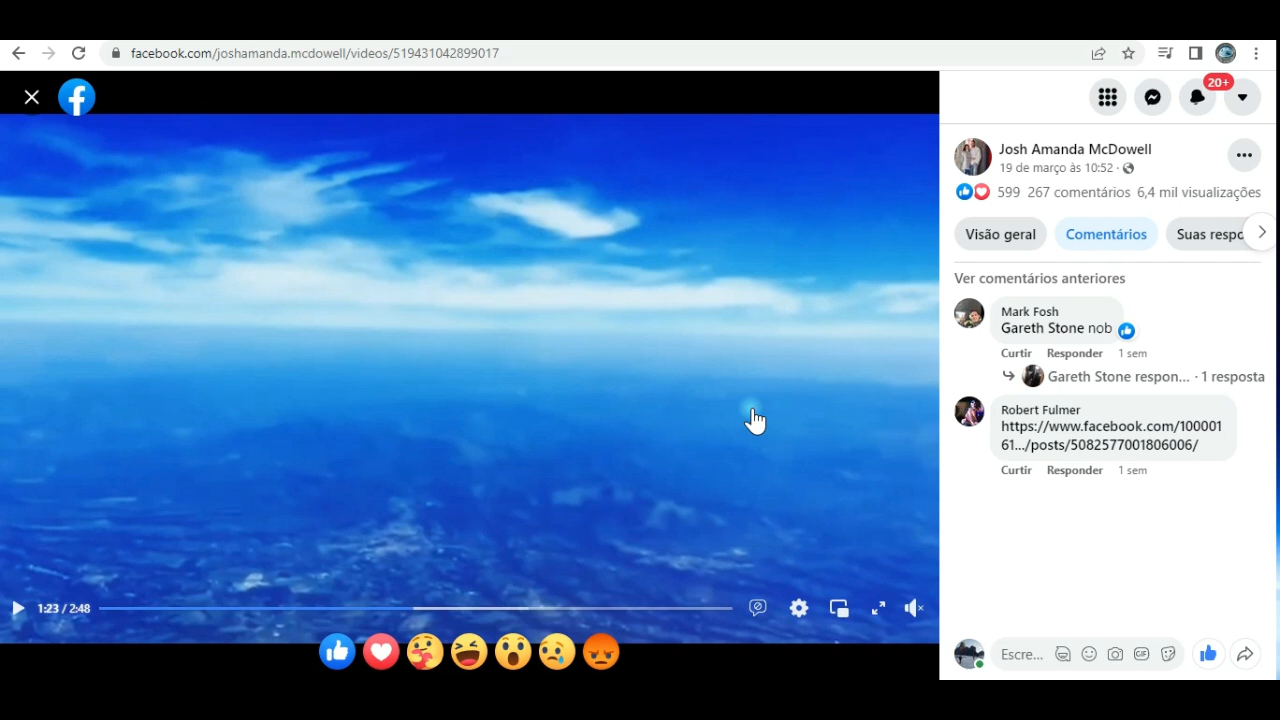 facebook.com/joshamanda.mcdowell/videos/519431042899017
20+
Josh Amanda McDowell
19 de março às 10:52 ·
599 267 comentários 6,4 mil visualizações
Visão geral Comentários Suas respo
Ver comentários anteriores
Mark Fosh
Gareth Stone nob
Curtir Responder 1 sem
Gareth Stone respon... · 1 resposta
Robert Fulmer
https://www.facebook.com/100001
61.../posts/5082577001806006/
Curtir Responder 1 sem
1:23 / 2:48
Escre...
GIF